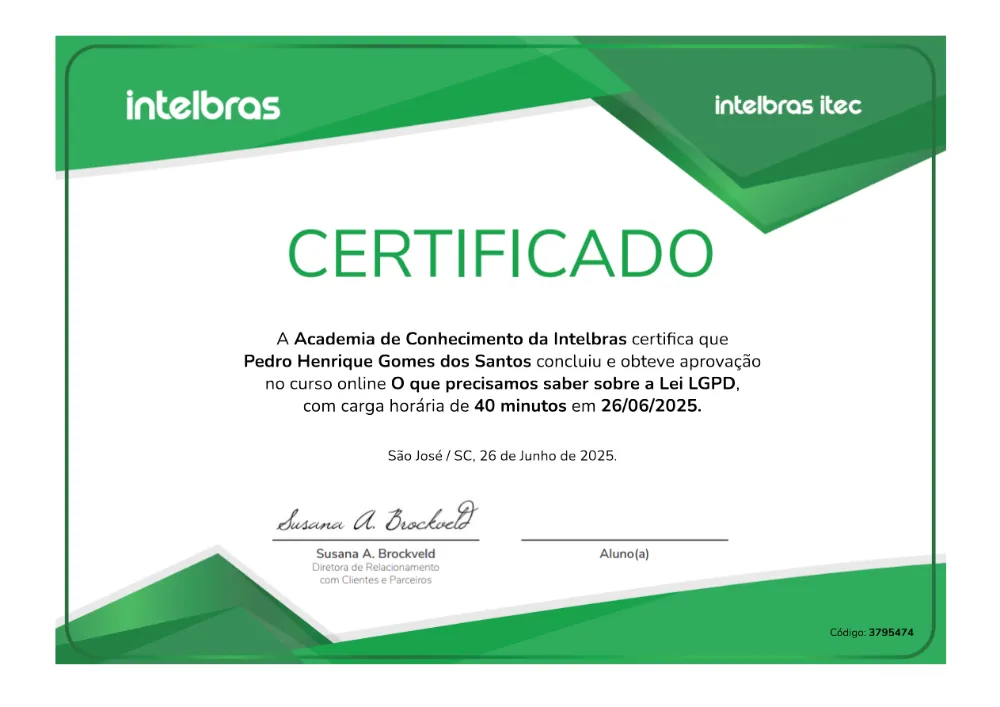 intelbras
intelbras itec
CERTIFICADO
A Academia de Conhecimento da Intelbras certifica que
Pedro Henrique Gomes dos Santos concluiu e obteve aprovação
no curso online O que precisamos saber sobre a Lei LGPD,
com carga horária de 40 minutos em 26/06/2025.
São José / SC, 26 de Junho de 2025.
Susana A. Brockveld
Susana A. Brockveld
Diretora de Relacionamento
com Clientes e Parceiros
Aluno(a)
Código: 3795474